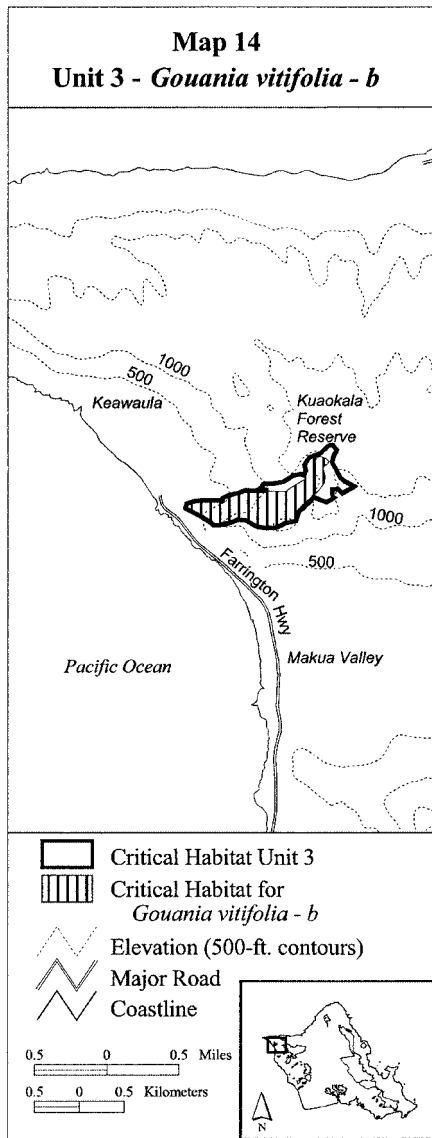 Map 14
Unit 3 - Gouania vitifolia - b
1000
500
Keawaula
Kuaokala
Forest
Reserve
1000
500
Farrington Hwy
Makua Valley
Pacific Ocean
Critical Habitat Unit 3
Critical Habitat for
Gouania vitifolia - b
Elevation (500-ft. contours)
Major Road
Coastline
0.5 0 0.5 Miles
0.5 0 0.5 Kilometers
N